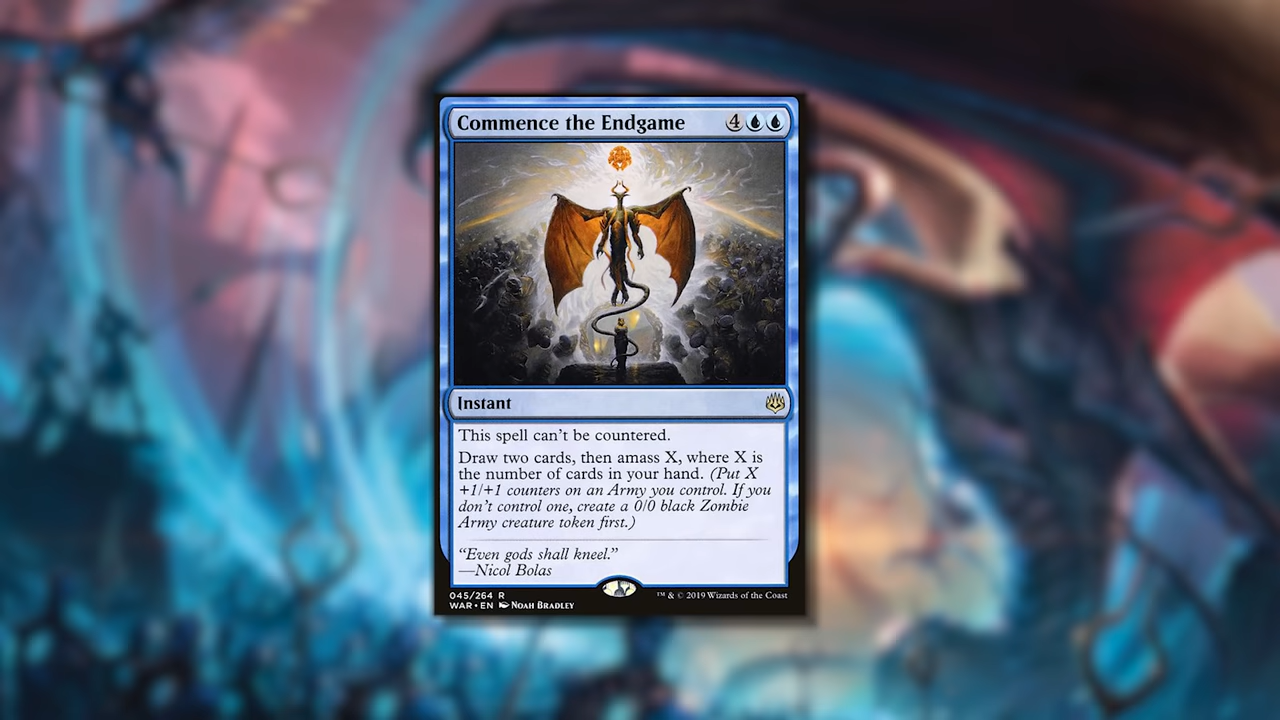 Commence the Endgame 4
Instant
This spell can't be countered.
Draw two cards, then amass X, where X is
the number of cards in your hand. (Put X
+1/+1 counters on an Army you control. If you
don't control one, create a 0/0 black Zombie
Army creature token first.)
“Even gods shall kneel.”
—Nicol Bolas
045/264 R
WAR • EN Noah Bradley
™ & © 2019 Wizards of the Coast